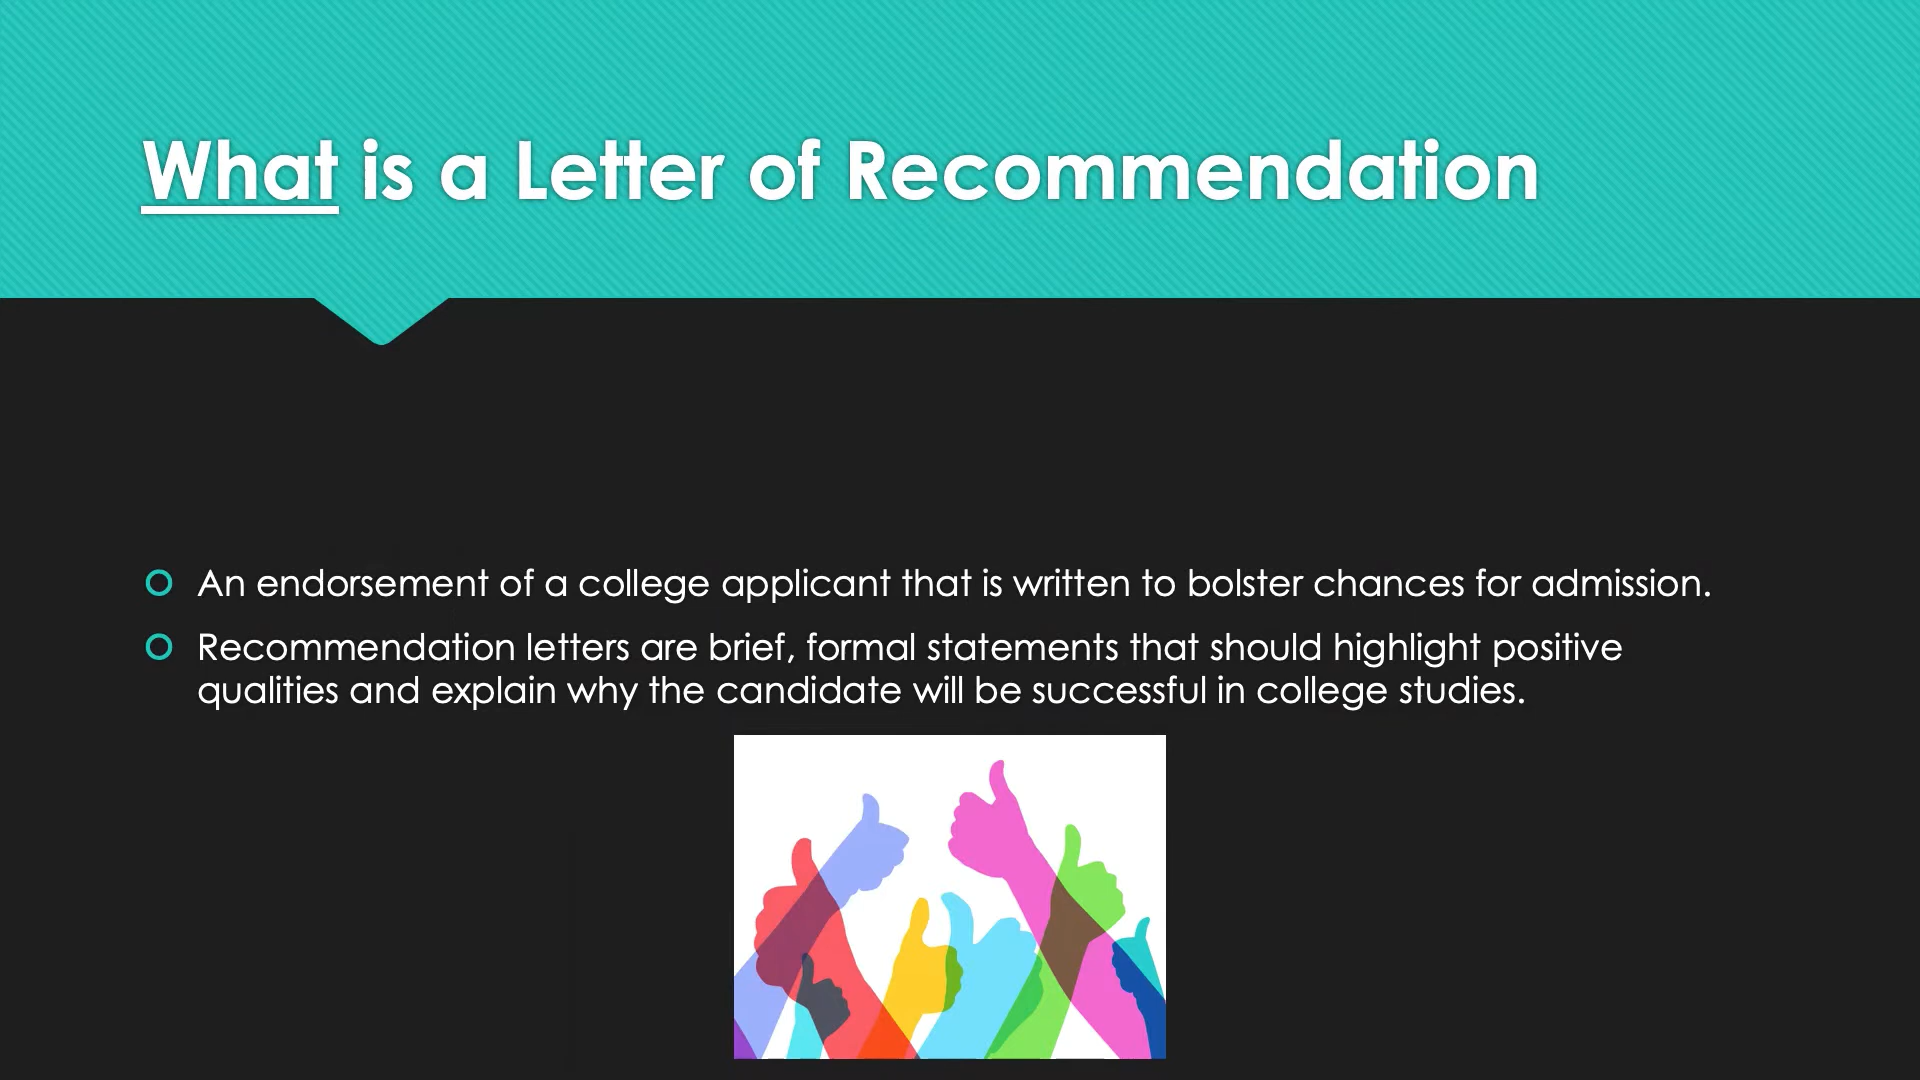 What is a Letter of Recommendation
An endorsement of a college applicant that is written to bolster chances for admission.
Recommendation letters are brief, formal statements that should highlight positive
qualities and explain why the candidate will be successful in college studies.